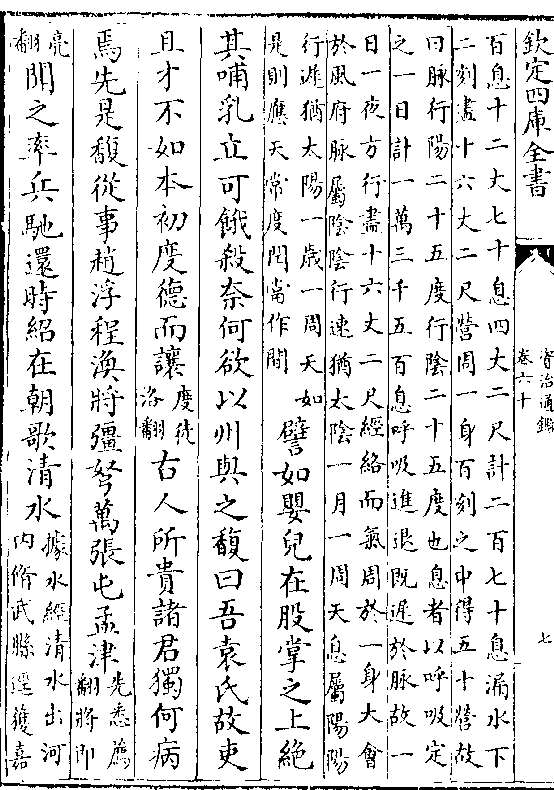 欽定四庫全書
資治通鑑
卷六十
七
百息十二丈七十息四丈二尺計二百七十息漏水下
二刻盡十六丈二尺營周一身百刻之中得五十營故
曰脉行陽二十五度行陰二十五度也息者以呼吸定
之一日計一萬三千五百息呼吸進退既遲於脉故一
日一夜方行盡十六丈二尺經絡而氣周於一身大會
於風府脉屬陰陰行速猶太陰一月一周天息屬陽陽
行遲猶太陽一歲一周天如
是則應天常度罔當作間
譬如嬰兒在股掌之上絶
其哺乳立可餓殺奈何欲以州與之馥曰吾袁氏故吏
且才不如本初度德而讓
度徒
洛翻
古人所貴諸君獨何病
焉先是馥從事趙浮程渙將彊弩萬張屯孟津
先悉薦
翻將即
亮
翻
聞之率兵馳還時紹在朝歌清水
據水經清水出河
内脩武縣逕獲嘉